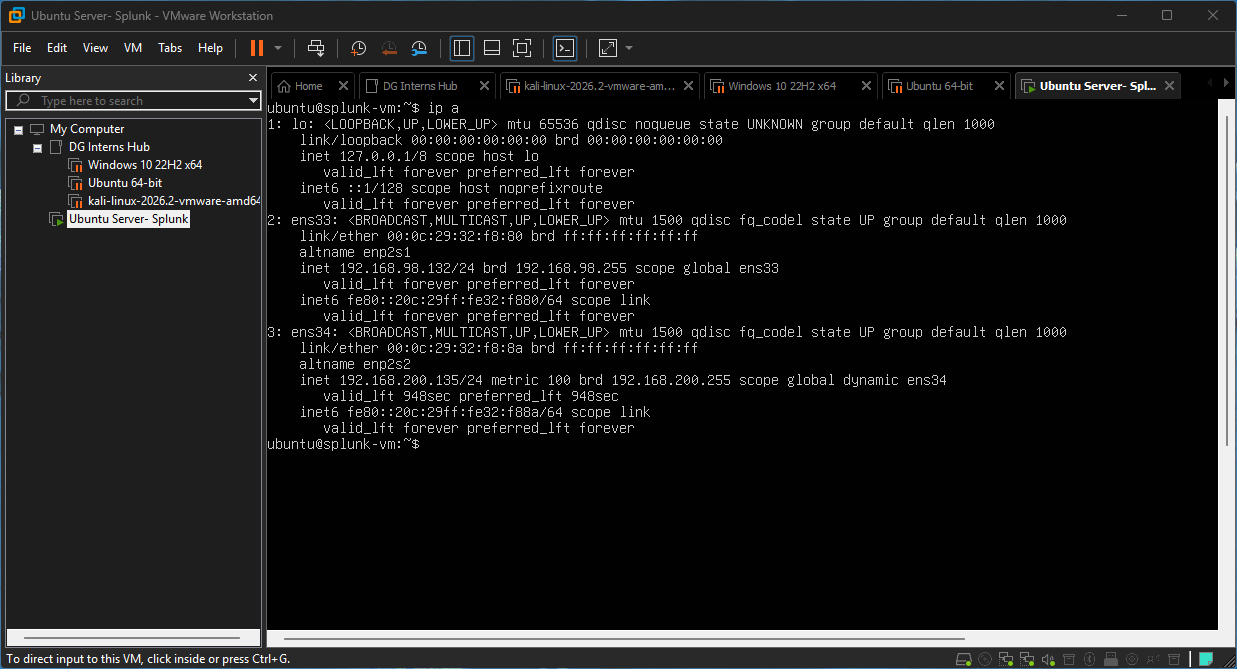 Ubuntu Server- Splunk - VMware Workstation
File Edit View VM Tabs Help
Library
Type here to search
My Computer
DG Interns Hub
Windows 10 22H2 x64
Ubuntu 64-bit
kali-linux-2026.2-vmware-amd64
Ubuntu Server- Splunk
Home
DG Interns Hub
kali-linux-2026.2-vmware-am...
Windows 10 22H2 x64
Ubuntu 64-bit
Ubuntu Server- Spl...
ubuntu@splunk-vm:~$ ip a
1: lo: <LOOPBACK,UP,LOWER_UP> mtu 65536 qdisc noqueue state UNKNOWN group default qlen 1000
    link/loopback 00:00:00:00:00:00 brd 00:00:00:00:00:00
    inet 127.0.0.1/8 scope host lo
       valid_lft forever preferred_lft forever
    inet6 ::1/128 scope host noprefixroute
       valid_lft forever preferred_lft forever
2: ens33: <BROADCAST,MULTICAST,UP,LOWER_UP> mtu 1500 qdisc fq_codel state UP group default qlen 1000
    link/ether 00:0c:29:32:f8:80 brd ff:ff:ff:ff:ff:ff
    altname enp2s1
    inet 192.168.98.132/24 brd 192.168.98.255 scope global ens33
       valid_lft forever preferred_lft forever
    inet6 fe80::20c:29ff:fe32:f880/64 scope link
       valid_lft forever preferred_lft forever
3: ens34: <BROADCAST,MULTICAST,UP,LOWER_UP> mtu 1500 qdisc fq_codel state UP group default qlen 1000
    link/ether 00:0c:29:32:f8:8a brd ff:ff:ff:ff:ff:ff
    altname enp2s2
    inet 192.168.200.135/24 metric 100 brd 192.168.200.255 scope global dynamic ens34
       valid_lft 948sec preferred_lft 948sec
    inet6 fe80::20c:29ff:fe32:f88a/64 scope link
       valid_lft forever preferred_lft forever
ubuntu@splunk-vm:~$
To direct input to this VM, click inside or press Ctrl+G.